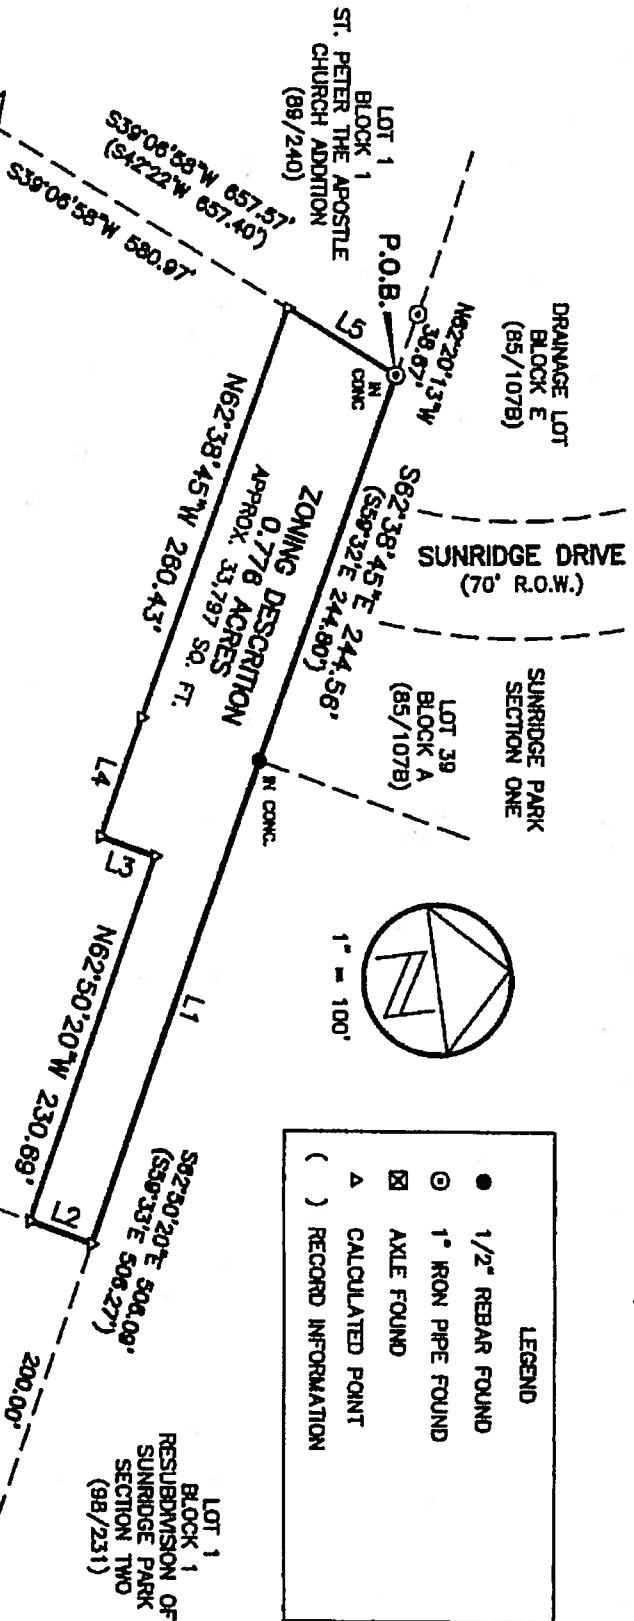 DRAINAGE LOT
BLOCK E
(85/107B)
SUNRIDGE DRIVE
(70' R.O.W.)
SUNRIDGE PARK
SECTION ONE
LOT 39
BLOCK A
(85/107B)
LOT 1
BLOCK 1
ST. PETER THE APOSTLE
CHURCH ADDITION
(89/240)
P.O.B.
N62°20'13"W
38.67'
IN
CONC
S62°38'45"E 244.56'
(S59°32'E 244.80')
IN CONC.
L5
S39°06'58"W 657.57'
(S42°22'W 657.40')
S39°06'58"W 580.97'
ZONING DESCRITION
0.776 ACRES
APPROX. 33,797 SQ. FT.
N62°38'45"W 260.43'
L4
L3
L1
N62°50'20"W 230.69'
L2
S62°50'20"E 506.09'
(S59°33'E 506.27')
200.00'
LOT 1
BLOCK 1
RESUBDIVISION OF
SUNRIDGE PARK
SECTION TWO
(98/231)
N
1" = 100'
LEGEND
1/2" REBAR FOUND
1" IRON PIPE FOUND
AXLE FOUND
CALCULATED POINT
( ) RECORD INFORMATION